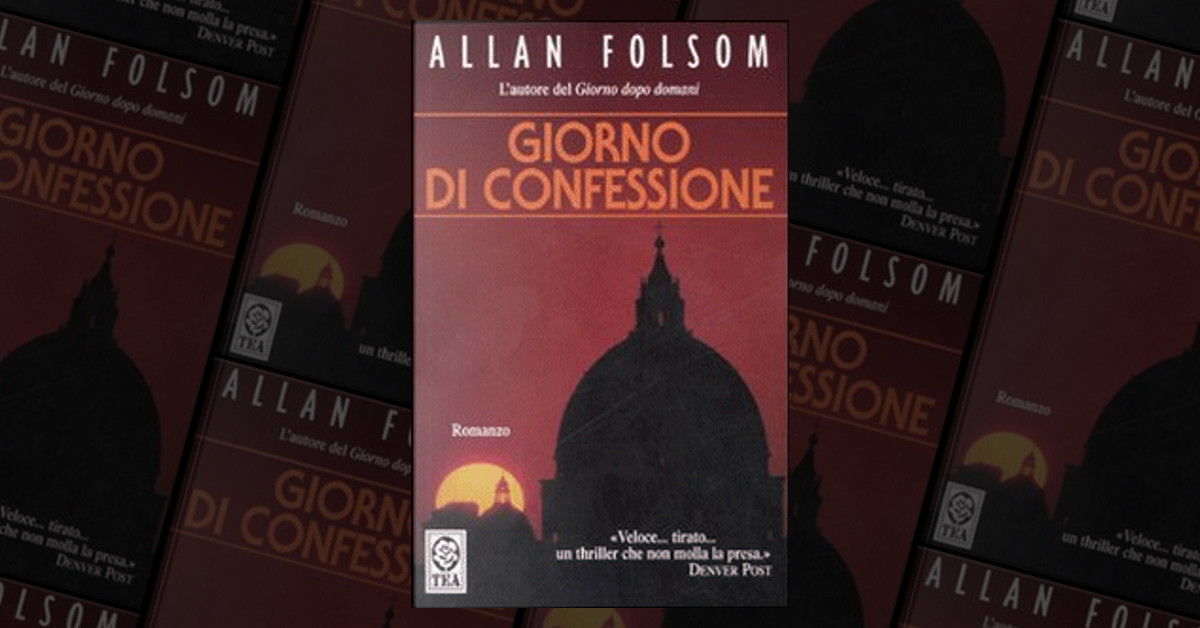 ALLAN FOLSOM
L'autore del Giorno dopo domani
GIORNO
DI CONFESSIONE
Romanzo
«Veloce... tirato...
un thriller che non molla la presa.»
DENVER POST
TEA